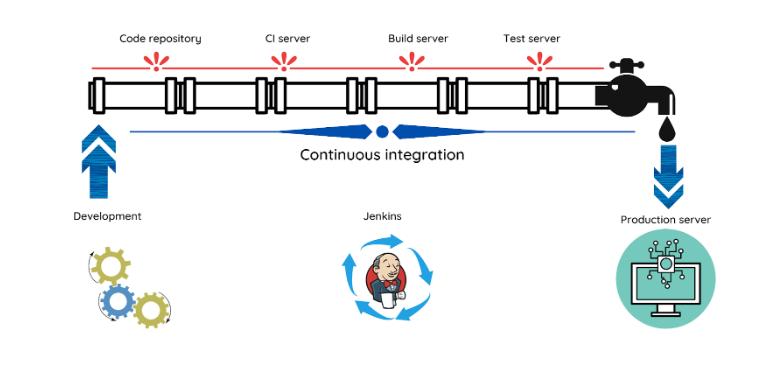 Code repository
CI server
Build server
Test server
Continuous integration
Development
Jenkins
Production server